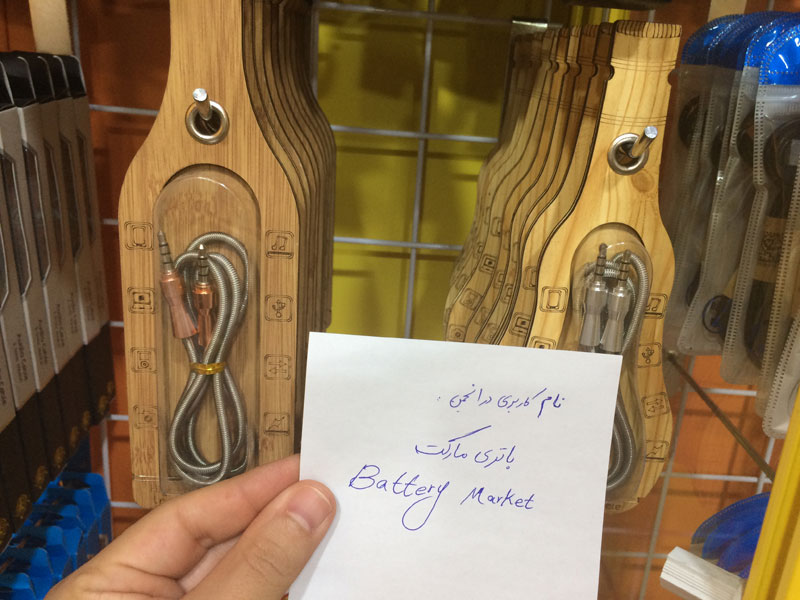 نام کاربری در انجمن :
باتری مارکت
Battery Market